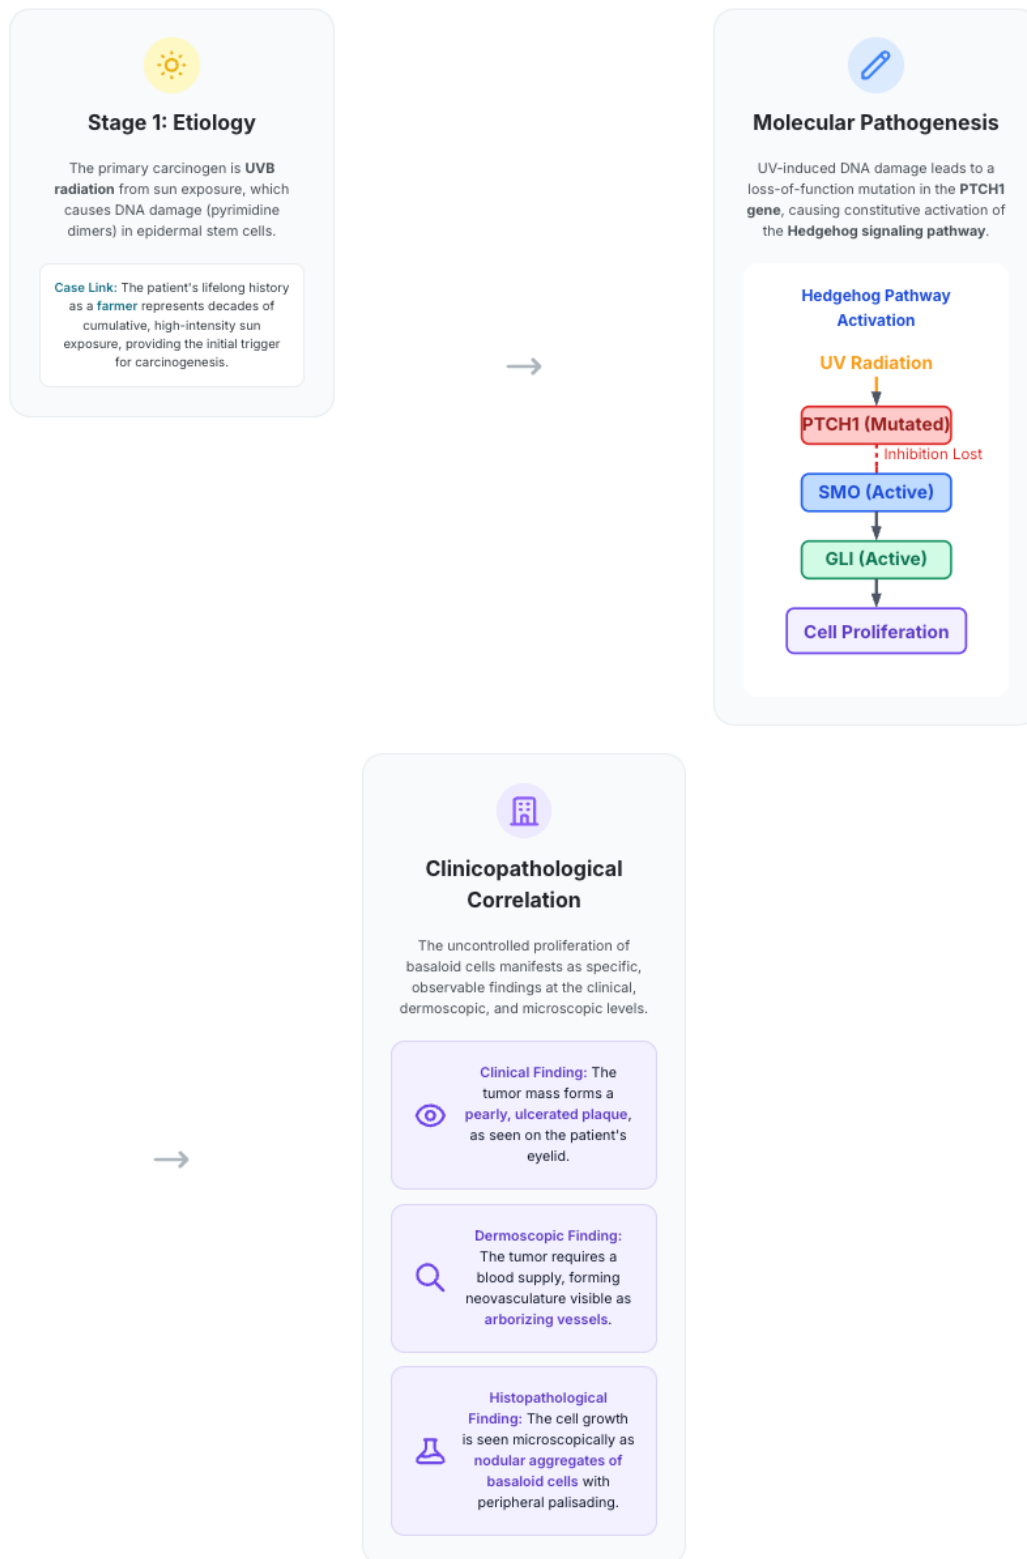 Stage 1: Etiology
The primary carcinogen is UVB
radiation from sun exposure, which
causes DNA damage (pyrimidine
dimers) in epidermal stem cells.
Case Link: The patient's lifelong history
as a farmer represents decades of
cumulative, high-intensity sun
exposure, providing the initial trigger
for carcinogenesis.
Molecular Pathogenesis
UV-induced DNA damage leads to a
loss-of-function mutation in the PTCH1
gene, causing constitutive activation of
the Hedgehog signaling pathway.
Hedgehog Pathway
Activation
UV Radiation
PTCH1 (Mutated)
Inhibition Lost
SMO (Active)
GLI (Active)
Cell Proliferation
Clinicopathological
Correlation
The uncontrolled proliferation of
basaloid cells manifests as specific,
observable findings at the clinical,
dermoscopic, and microscopic levels.
Clinical Finding: The
tumor mass forms a
pearly, ulcerated plaque,
as seen on the patient's
eyelid.
Dermoscopic Finding:
The tumor requires a
blood supply, forming
neovasculature visible as
arborizing vessels.
Histopathological
Finding: The cell growth
is seen microscopically as
nodular aggregates of
basaloid cells with
peripheral palisading.